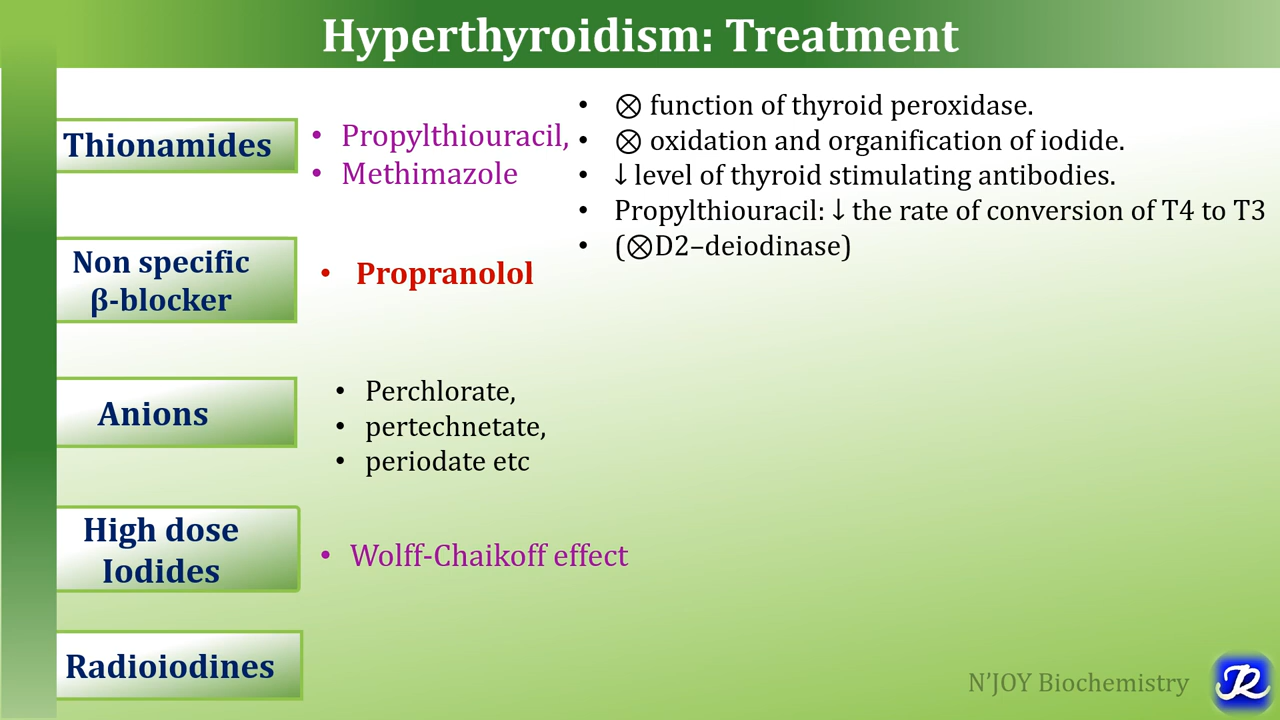 Hyperthyroidism: Treatment
Thionamides
• Propylthiouracil,
• Methimazole
• ⊗ function of thyroid peroxidase.
• ⊗ oxidation and organification of iodide.
• ↓ level of thyroid stimulating antibodies.
• Propylthiouracil: ↓ the rate of conversion of T4 to T3
• (⊗D2–deiodinase)
Non specific
β-blocker
• Propranolol
Anions
• Perchlorate,
• pertechnetate,
• periodate etc
High dose
Iodides
• Wolff-Chaikoff effect
Radioiodines
N’JOY Biochemistry